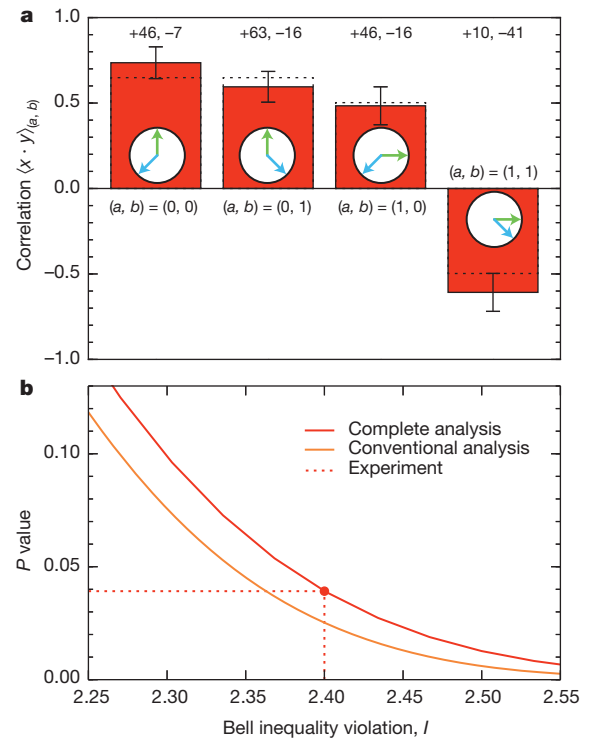 a
+46, −7
+63, −16
+46, −16
+10, −41
1.0
0.5
0.0
−0.5
−1.0
Correlation ⟨x · y⟩(a, b)
(a, b) = (0, 0)
(a, b) = (0, 1)
(a, b) = (1, 0)
(a, b) = (1, 1)
b
Complete analysis
Conventional analysis
Experiment
0.10
0.05
0.00
P value
2.25
2.30
2.35
2.40
2.45
2.50
2.55
Bell inequality violation, I